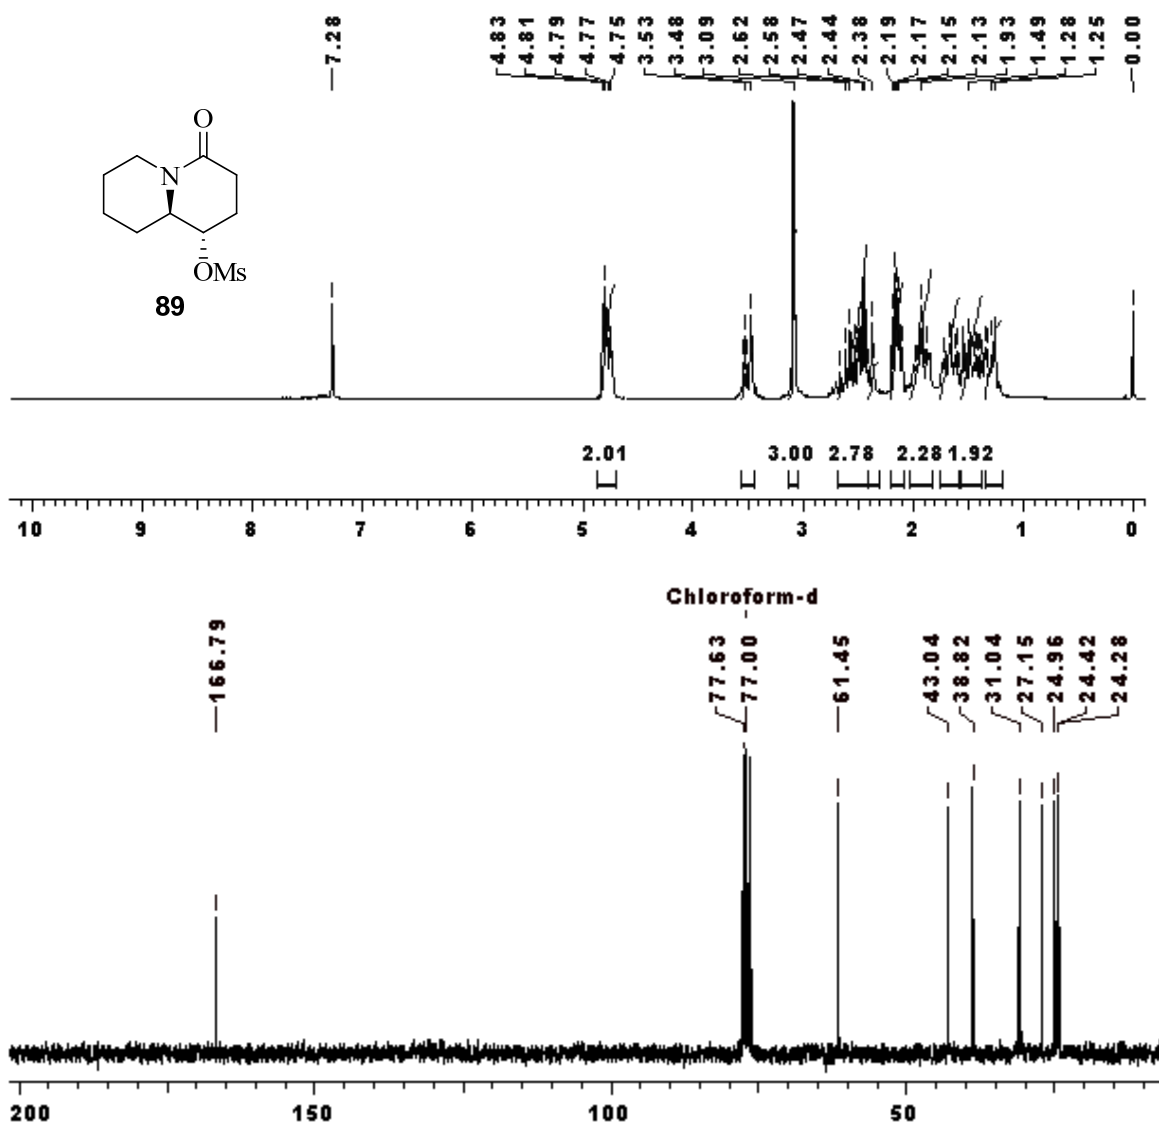 7.28 4.83 4.81 4.79 4.77 4.75 3.53 3.48 3.09 2.62 2.58 2.47 2.44 2.38 2.19 2.17 2.15 2.13 1.93 1.49 1.28 1.25 0.00
O
N
OMs
89
2.01 3.00 2.78 2.28 1.92
10 9 8 7 6 5 4 3 2 1 0
Chloroform-d
166.79 77.63 77.00 61.45 43.04 38.82 31.04 27.15 24.96 24.42 24.28
200 150 100 50